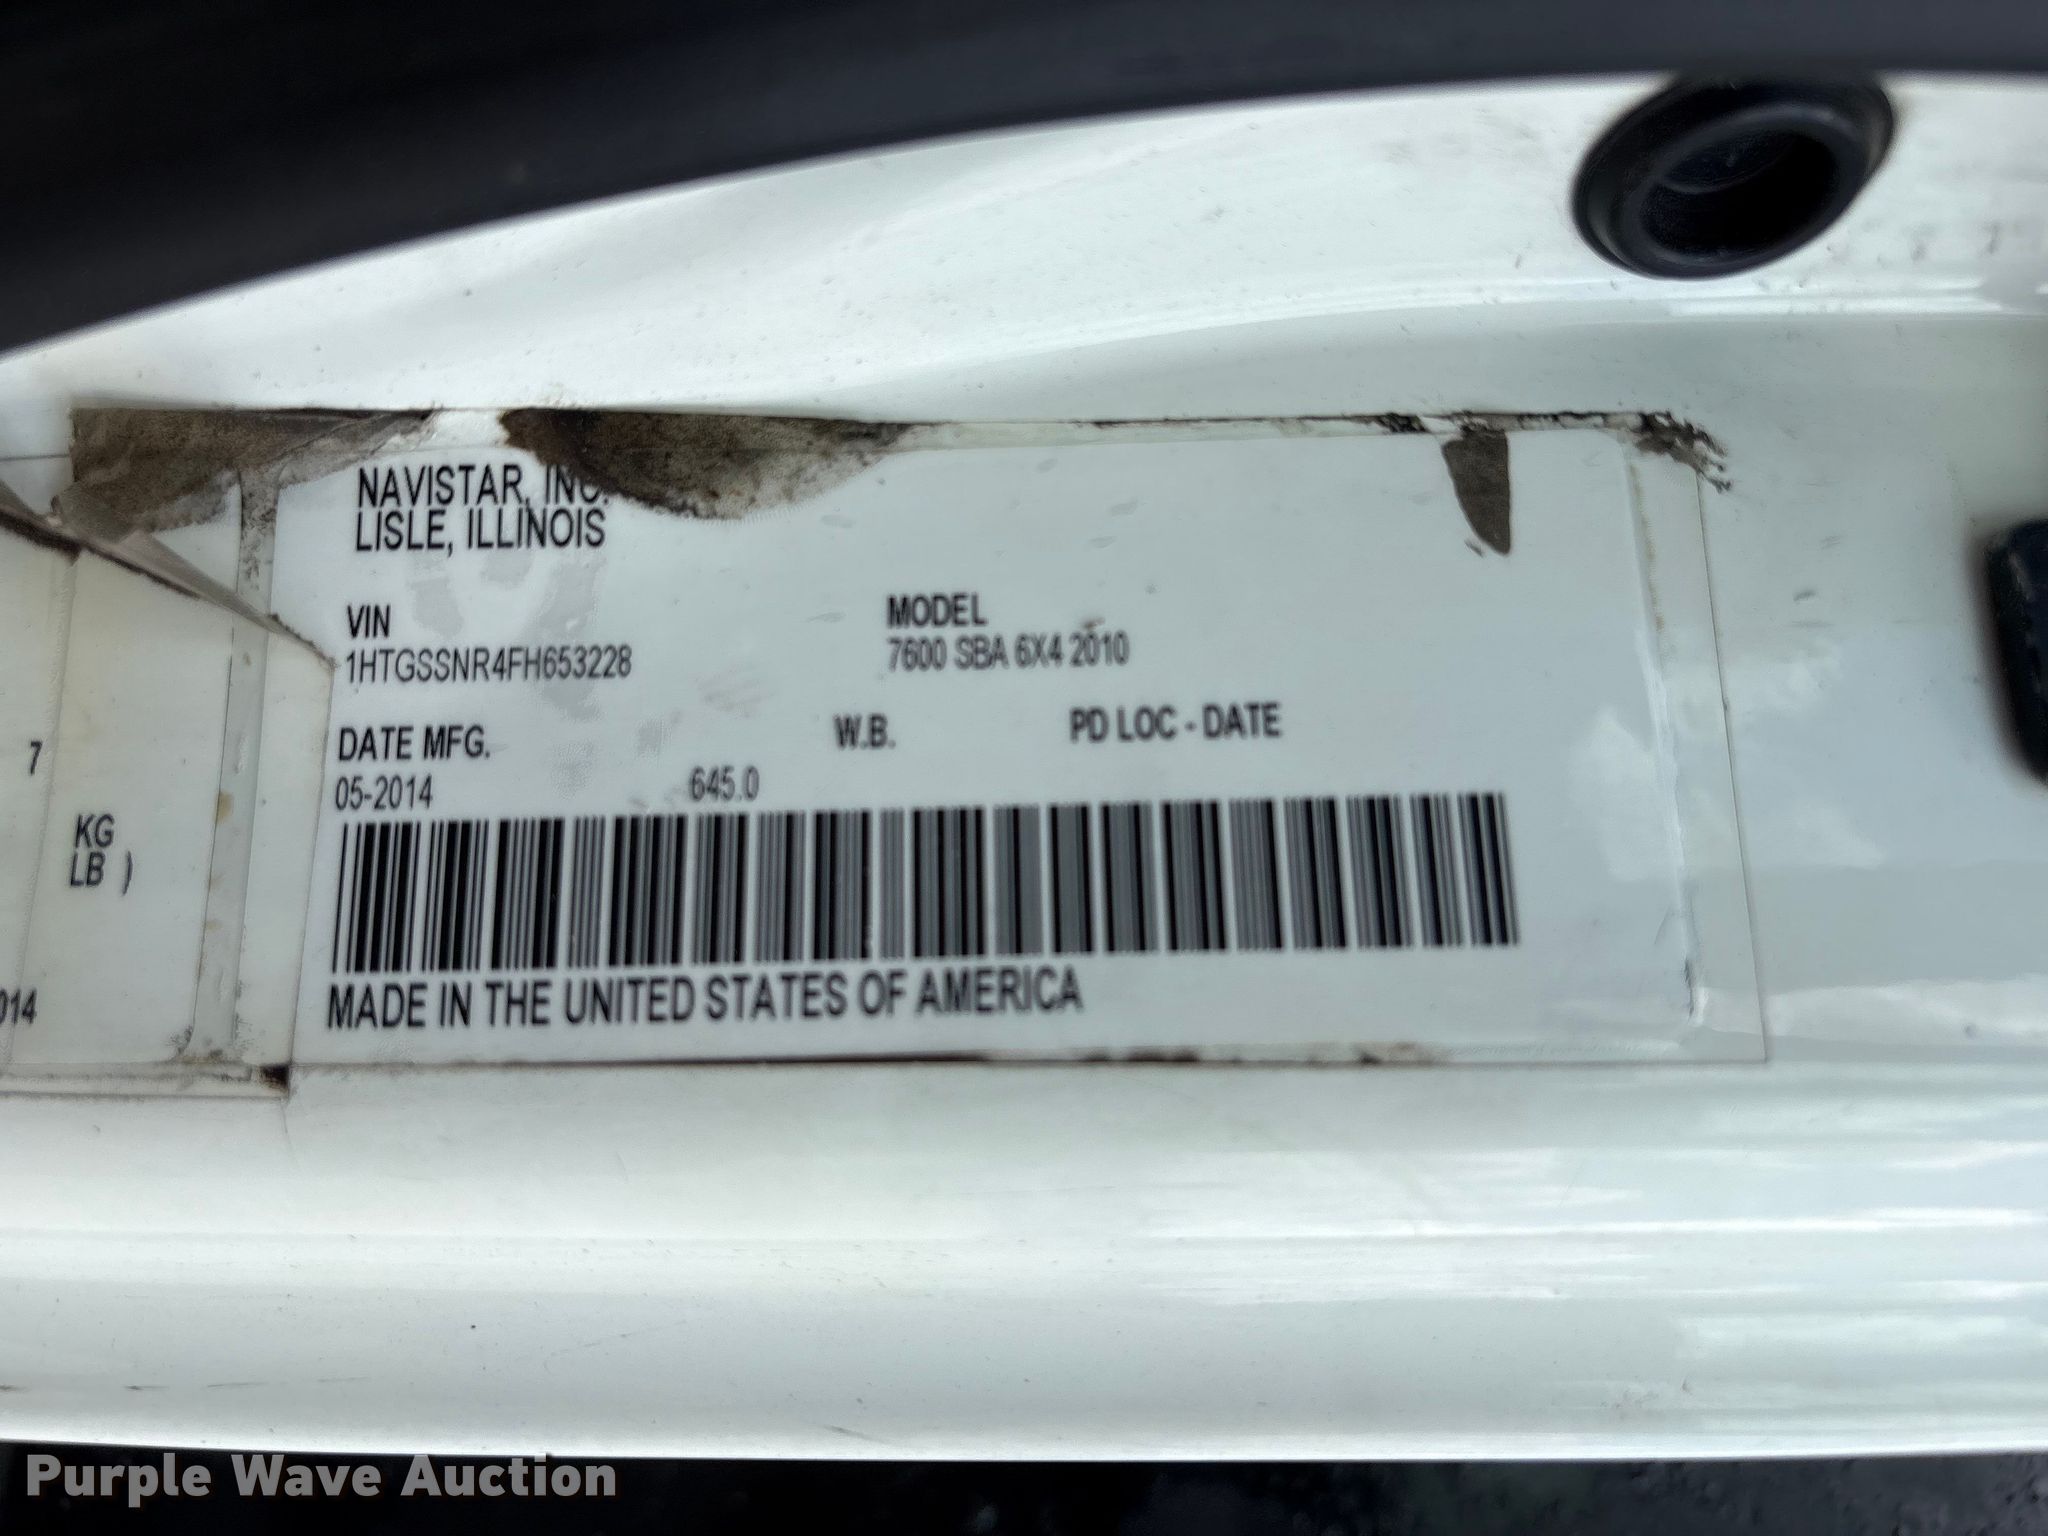 NAVISTAR, INC.
LISLE, ILLINOIS
VIN
1HTGSSNR4FH653228
MODEL
7600 SBA 6X4 2010
DATE MFG.
05-2014
W.B.
645.0
PD LOC - DATE
MADE IN THE UNITED STATES OF AMERICA
7
KG
LB )
014
Purple Wave Auction